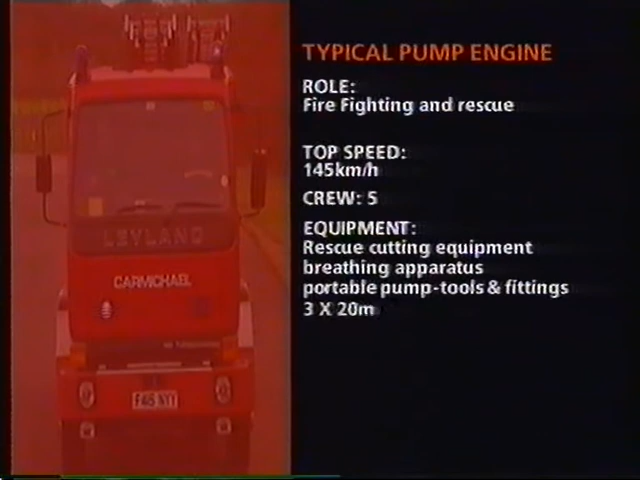 TYPICAL PUMP ENGINE
ROLE:
Fire Fighting and rescue
TOP SPEED:
145km/h
CREW: 5
EQUIPMENT:
Rescue cutting equipment
breathing apparatus
portable pump-tools & fittings
3 X 20m
LEYLAND
CARMICHAEL